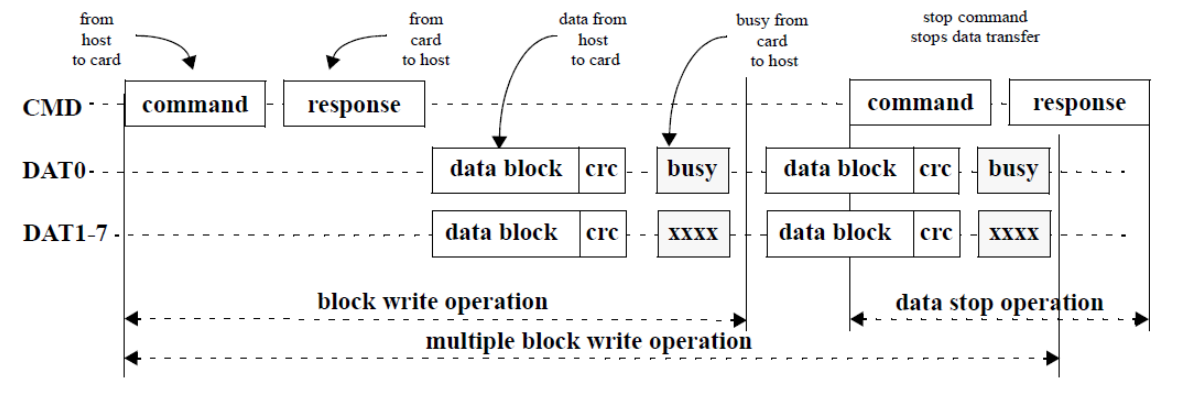 from
host
to card
from
card
to host
data from
host
to card
busy from
card
to host
stop command
stops data transfer
CMD command response command response
DAT0 data block crc busy data block crc busy
DAT1-7 data block crc xxxx data block crc xxxx
block write operation
data stop operation
multiple block write operation